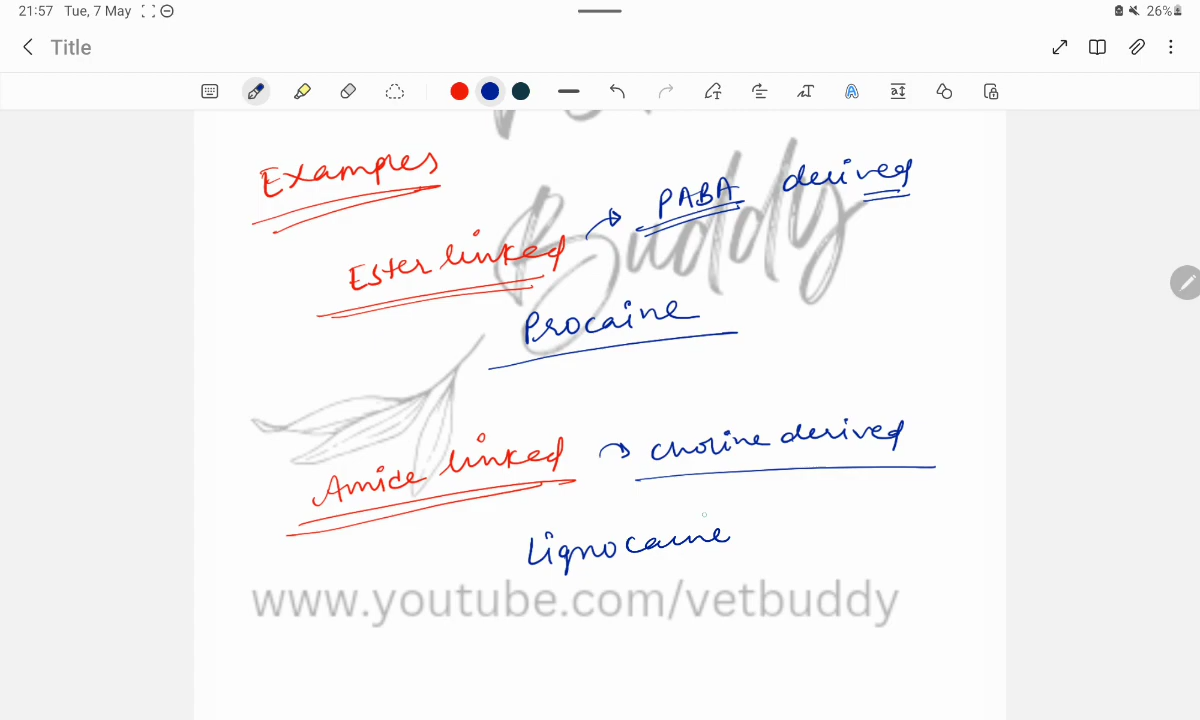 21:57 Tue, 7 May 26%
Title
Examples
PABA derived
Ester linked
Buddy
Procaine
Amide linked
Choline derived
Lignocaine
www.youtube.com/vetbuddy